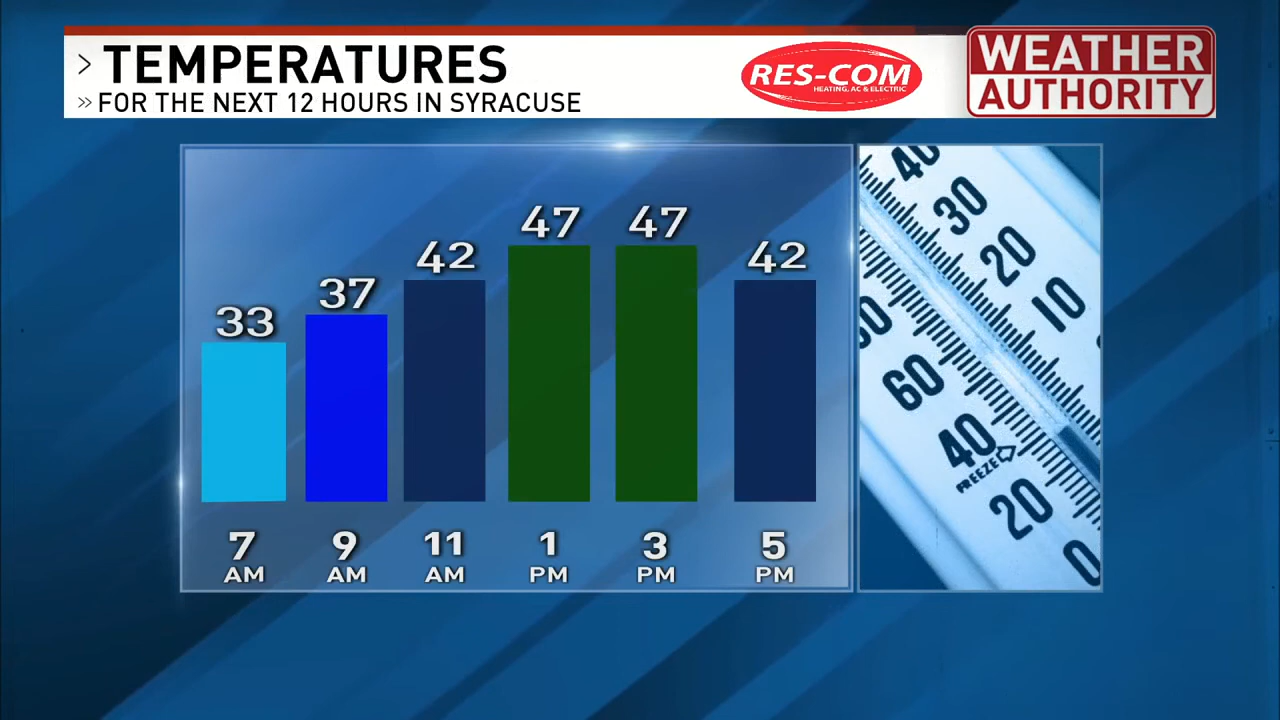 > TEMPERATURES
» FOR THE NEXT 12 HOURS IN SYRACUSE
RES-COM
HEATING, AC & ELECTRIC
WEATHER
AUTHORITY
33 37 42 47 47 42
7 AM 9 AM 11 AM 1 PM 3 PM 5 PM
40
30
20
10
60
40
FREEZE
20
0